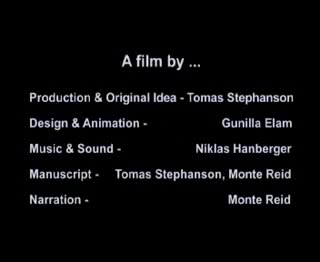 A film by ...
Production & Original Idea - Tomas Stephanson
Design & Animation - Gunilla Elam
Music & Sound - Niklas Hanberger
Manuscript - Tomas Stephanson, Monte Reid
Narration - Monte Reid